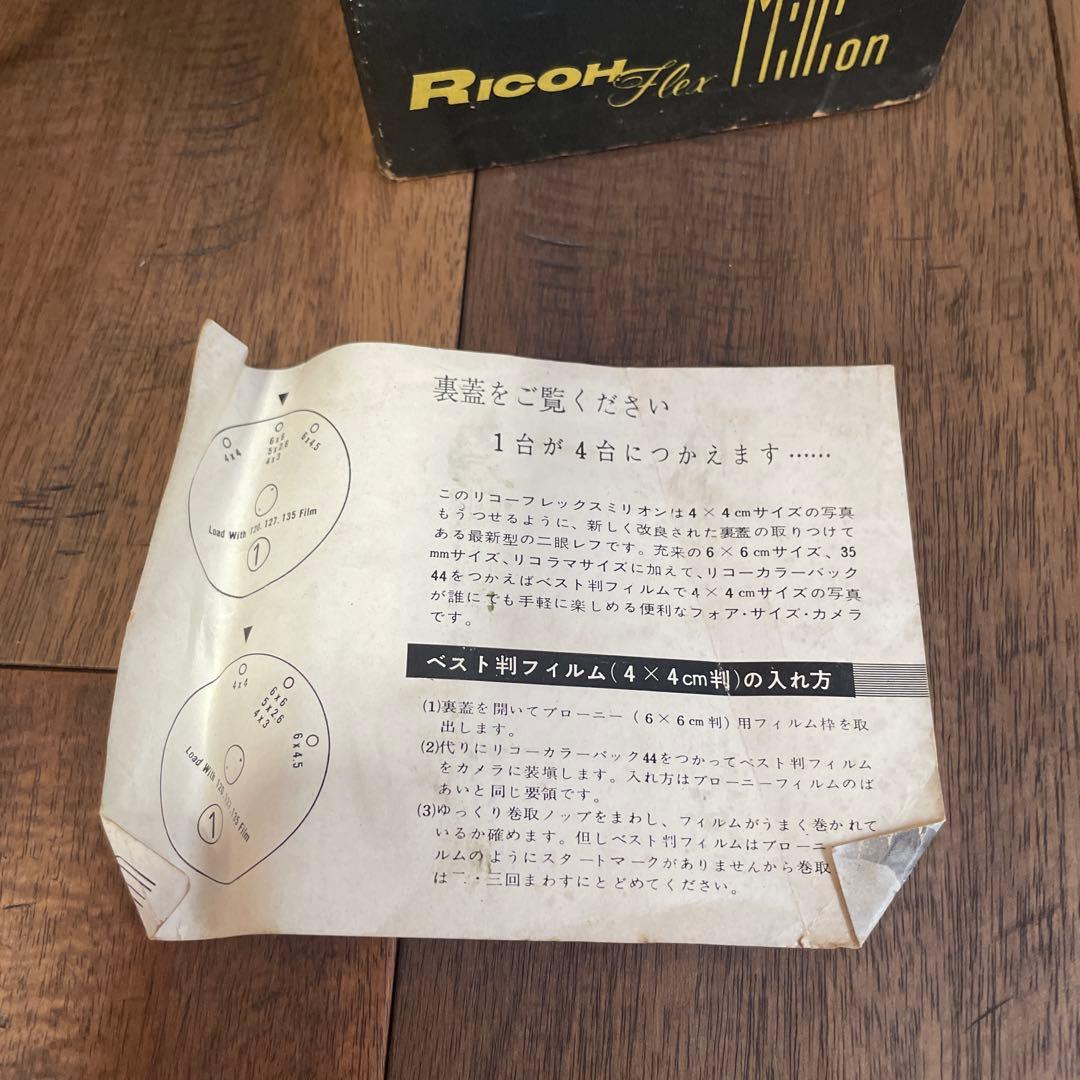 RICOHFlex Million
裏蓋をご覧ください
1台が4台につかえます……
このリコーフレックスミリオンは4×4cmサイズの写真
もうつせるように、新しく改良された裏蓋の取りつけて
ある最新型の二眼レフです。充来の6×6cmサイズ、35
mmサイズ、リコラマサイズに加えて、リコーカラーバック
44をつかえばベスト判フィルムで4×4cmサイズの写真
が誰にでも手軽に楽しめる便利なフォア・サイズ・カメラ
です。
ベスト判フィルム(4×4cm判)の入れ方
(1)裏蓋を開いてブローニー(6×6cm判)用フィルム枠を取
出します。
(2)代りにリコーカラーバック44をつかってベスト判フィルム
をカメラに装填します。入れ方はブローニーフィルムのば
あいと同じ要領です。
(3)ゆっくり巻取ノッブをまわし、フィルムがうまく巻かれて
いるか確めます。但しベスト判フィルムはブローニ
ルムのようにスタートマークがありませんから巻取
は二・三回まわすにとどめてください。
4x4
6x6
5x2.6
4x3
6x4.5
Load With 120.127.135 Film
1
4x4
6x6
5x2.6
4x3
6x4.5
Load With 120.127.135 Film
1